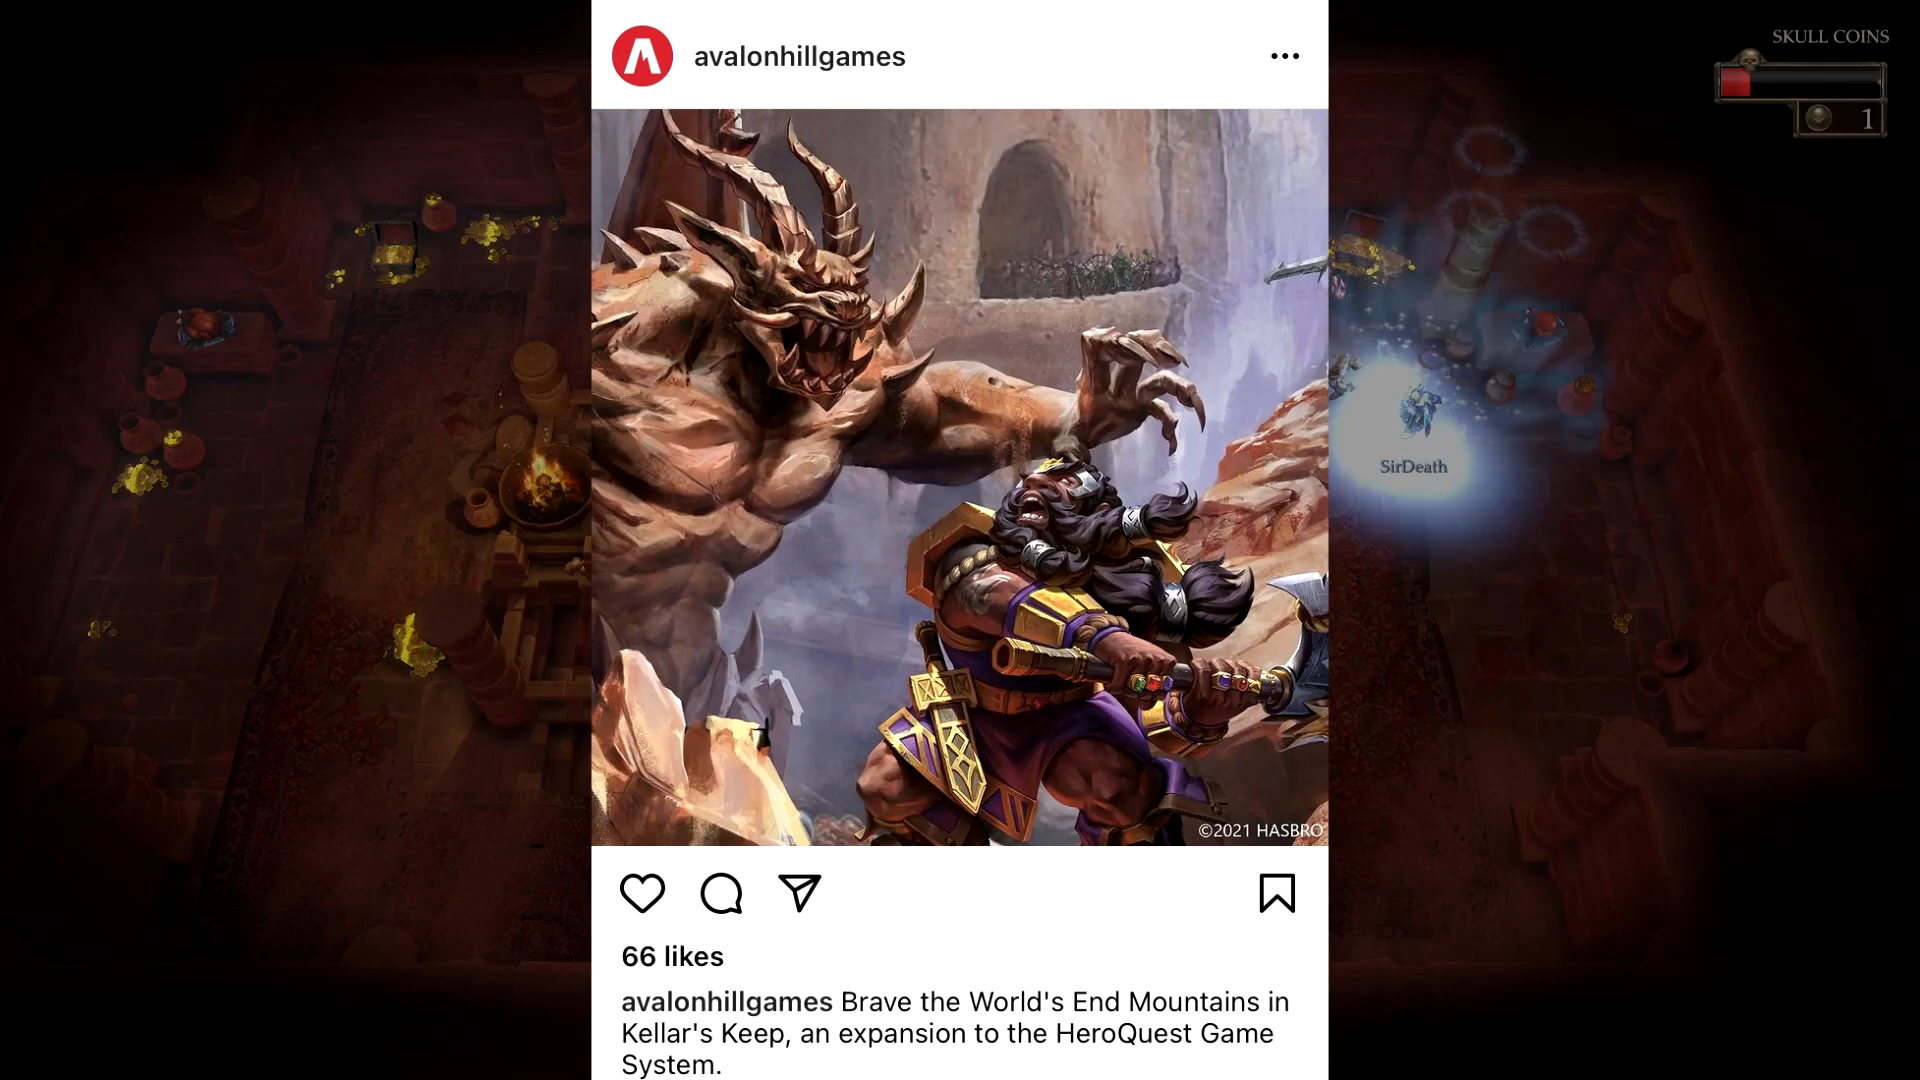 avalonhillgames
SKULL COINS
1
SirDeath
©2021 HASBRO
66 likes
avalonhillgames Brave the World's End Mountains in
Kellar's Keep, an expansion to the HeroQuest Game
System.